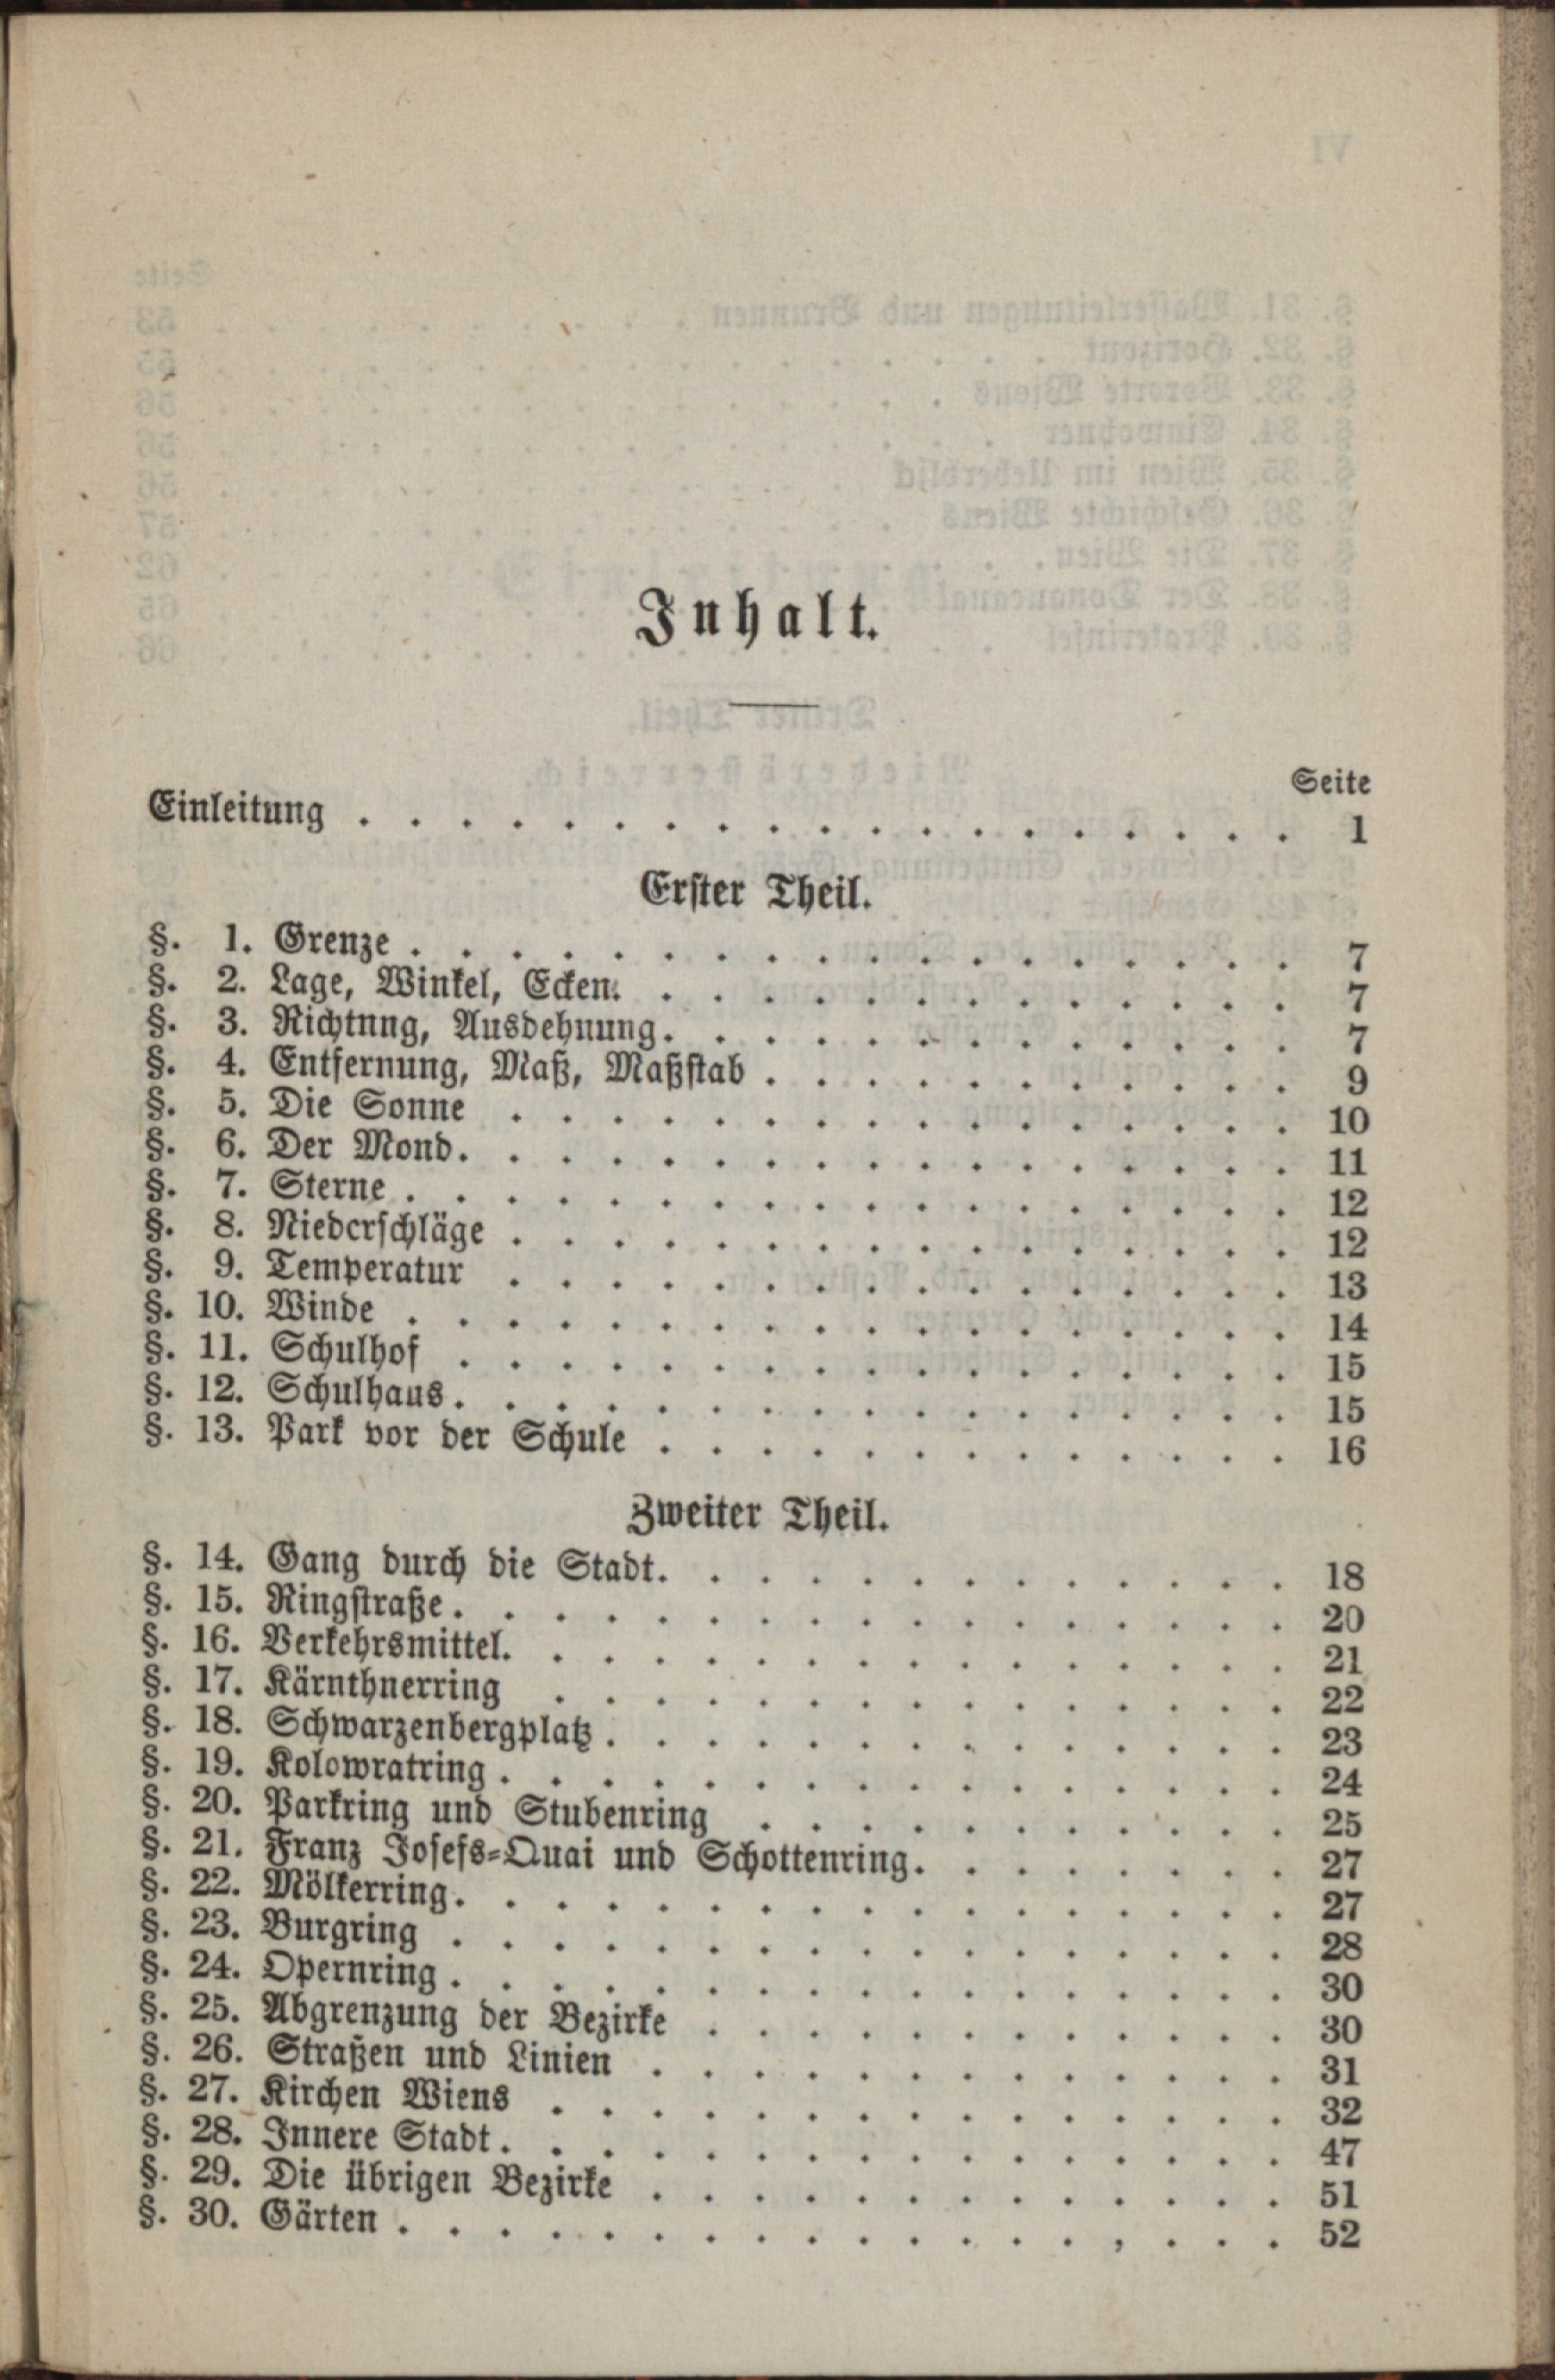 Inhalt.
Seite
Einleitung . . . . . . . . . . . . . . . . . . . 1
Erster Theil.
§. 1. Grenze . . . . . . . . . . . . . . . . . . 7
§. 2. Lage, Winkel, Ecken. . . . . . . . . . . . . . 7
§. 3. Richtnng, Ausdehnung. . . . . . . . . . . . . 7
§. 4. Entfernung, Maß, Maßstab . . . . . . . . . . . 9
§. 5. Die Sonne . . . . . . . . . . . . . . . . 10
§. 6. Der Mond. . . . . . . . . . . . . . . . . 11
§. 7. Sterne . . . . . . . . . . . . . . . . . . 12
§. 8. Niederschläge . . . . . . . . . . . . . . . . 12
§. 9. Temperatur . . . . . . . . . . . . . . . . 13
§. 10. Winde . . . . . . . . . . . . . . . . . . 14
§. 11. Schulhof . . . . . . . . . . . . . . . . . 15
§. 12. Schulhaus. . . . . . . . . . . . . . . . . 15
§. 13. Park vor der Schule . . . . . . . . . . . . . 16
Zweiter Theil.
§. 14. Gang durch die Stadt. . . . . . . . . . . . . 18
§. 15. Ringstraße. . . . . . . . . . . . . . . . . 20
§. 16. Verkehrsmittel. . . . . . . . . . . . . . . . 21
§. 17. Kärnthnerring . . . . . . . . . . . . . . . 22
§. 18. Schwarzenbergplatz . . . . . . . . . . . . . . 23
§. 19. Kolowratring . . . . . . . . . . . . . . . . 24
§. 20. Parkring und Stubenring . . . . . . . . . . . 25
§. 21. Franz Josefs-Quai und Schottenring. . . . . . . . 27
§. 22. Mölkerring. . . . . . . . . . . . . . . . . 27
§. 23. Burgring . . . . . . . . . . . . . . . . . 28
§. 24. Opernring . . . . . . . . . . . . . . . . . 30
§. 25. Abgrenzung der Bezirke . . . . . . . . . . . . 30
§. 26. Straßen und Linien . . . . . . . . . . . . . 31
§. 27. Kirchen Wiens . . . . . . . . . . . . . . . 32
§. 28. Innere Stadt . . . . . . . . . . . . . . . . 47
§. 29. Die übrigen Bezirke . . . . . . . . . . . . . 51
§. 30. Gärten . . . . . . . . . . . . . . , . . . 52